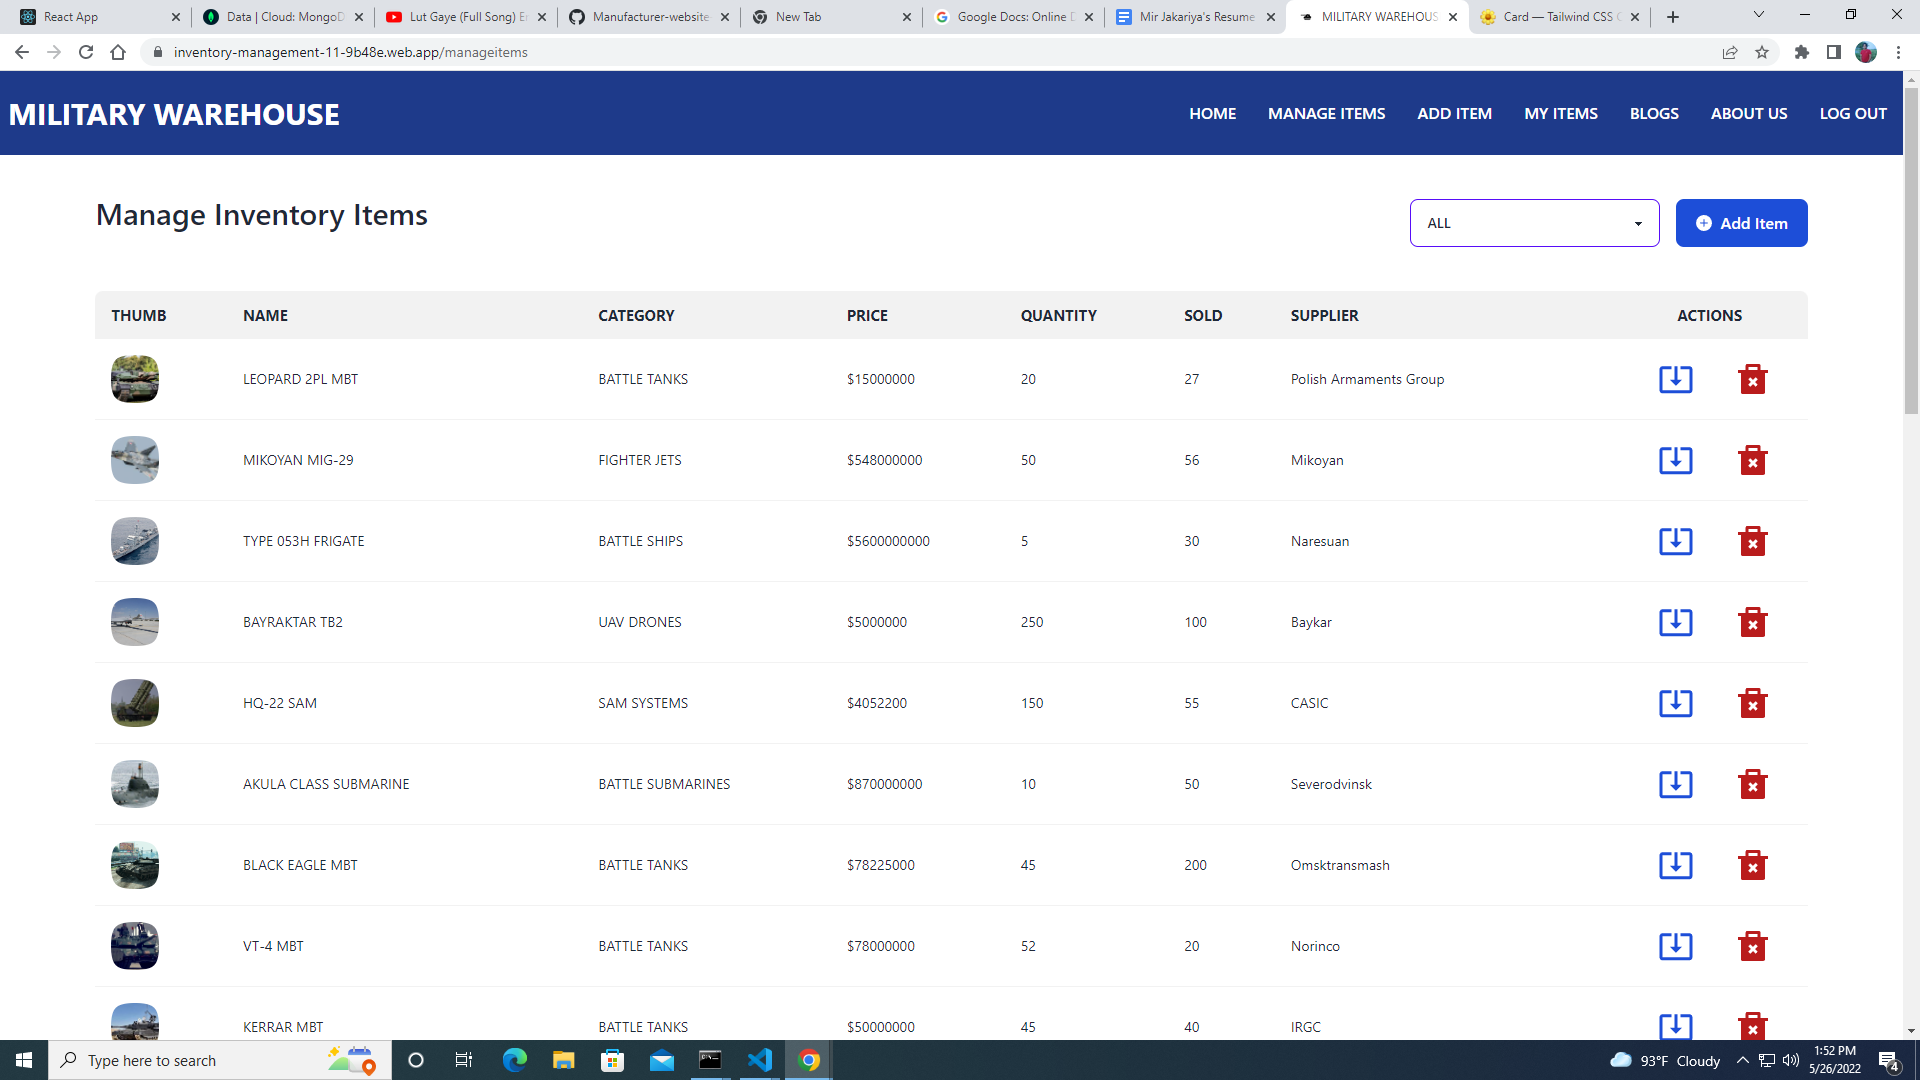 React App
Data | Cloud: MongoD
Lut Gaye (Full Song) E
Manufacturer-website
New Tab
Google Docs: Online D
Mir Jakariya's Resume
MILITARY WAREHOUS
Card — Tailwind CSS C
inventory-management-11-9b48e.web.app/manageitems
MILITARY WAREHOUSE
HOME MANAGE ITEMS ADD ITEM MY ITEMS BLOGS ABOUT US LOG OUT
Manage Inventory Items
ALL
Add Item
THUMB NAME CATEGORY PRICE QUANTITY SOLD SUPPLIER ACTIONS
LEOPARD 2PL MBT BATTLE TANKS $15000000 20 27 Polish Armaments Group
MIKOYAN MIG-29 FIGHTER JETS $548000000 50 56 Mikoyan
TYPE 053H FRIGATE BATTLE SHIPS $5600000000 5 30 Naresuan
BAYRAKTAR TB2 UAV DRONES $5000000 250 100 Baykar
HQ-22 SAM SAM SYSTEMS $4052200 150 55 CASIC
AKULA CLASS SUBMARINE BATTLE SUBMARINES $870000000 10 50 Severodvinsk
BLACK EAGLE MBT BATTLE TANKS $78225000 45 200 Omsktransmash
VT-4 MBT BATTLE TANKS $78000000 52 20 Norinco
KERRAR MBT BATTLE TANKS $50000000 45 40 IRGC
Type here to search
93°F Cloudy
1:52 PM
5/26/2022
4